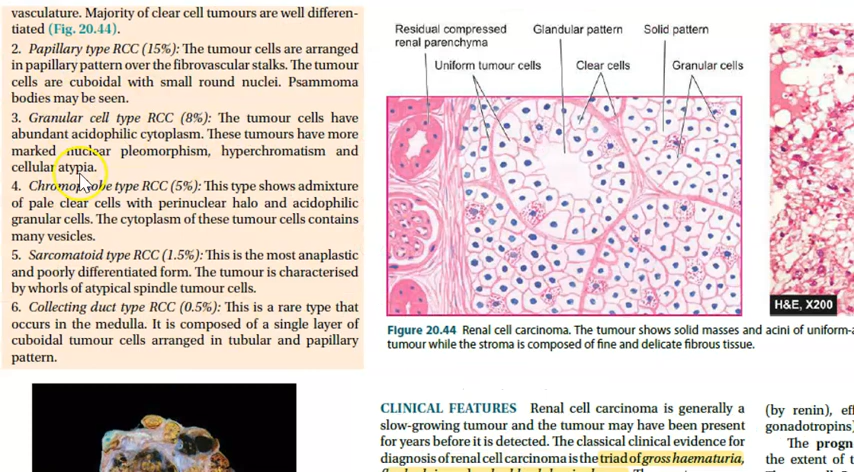 vasculature. Majority of clear cell tumours are well differen-
tiated (Fig. 20.44).
2. Papillary type RCC (15%): The tumour cells are arranged
in papillary pattern over the fibrovascular stalks. The tumour
cells are cuboidal with small round nuclei. Psammoma
bodies may be seen.
3. Granular cell type RCC (8%): The tumour cells have
abundant acidophilic cytoplasm. These tumours have more
marked nuclear pleomorphism, hyperchromatism and
cellular atypia.
4. Chromophobe type RCC (5%): This type shows admixture
of pale clear cells with perinuclear halo and acidophilic
granular cells. The cytoplasm of these tumour cells contains
many vesicles.
5. Sarcomatoid type RCC (1.5%): This is the most anaplastic
and poorly differentiated form. The tumour is characterised
by whorls of atypical spindle tumour cells.
6. Collecting duct type RCC (0.5%): This is a rare type that
occurs in the medulla. It is composed of a single layer of
cuboidal tumour cells arranged in tubular and papillary
pattern.
Residual compressed
renal parenchyma
Glandular pattern
Solid pattern
Uniform tumour cells
Clear cells
Granular cells
H&E, X200
Figure 20.44 Renal cell carcinoma. The tumour shows solid masses and acini of uniform-a
tumour while the stroma is composed of fine and delicate fibrous tissue.
CLINICAL FEATURES Renal cell carcinoma is generally a
slow-growing tumour and the tumour may have been present
for years before it is detected. The classical clinical evidence for
diagnosis of renal cell carcinoma is the triad of gross haematuria,
(by renin), ef
gonadotropins)
The progn
the extent of t